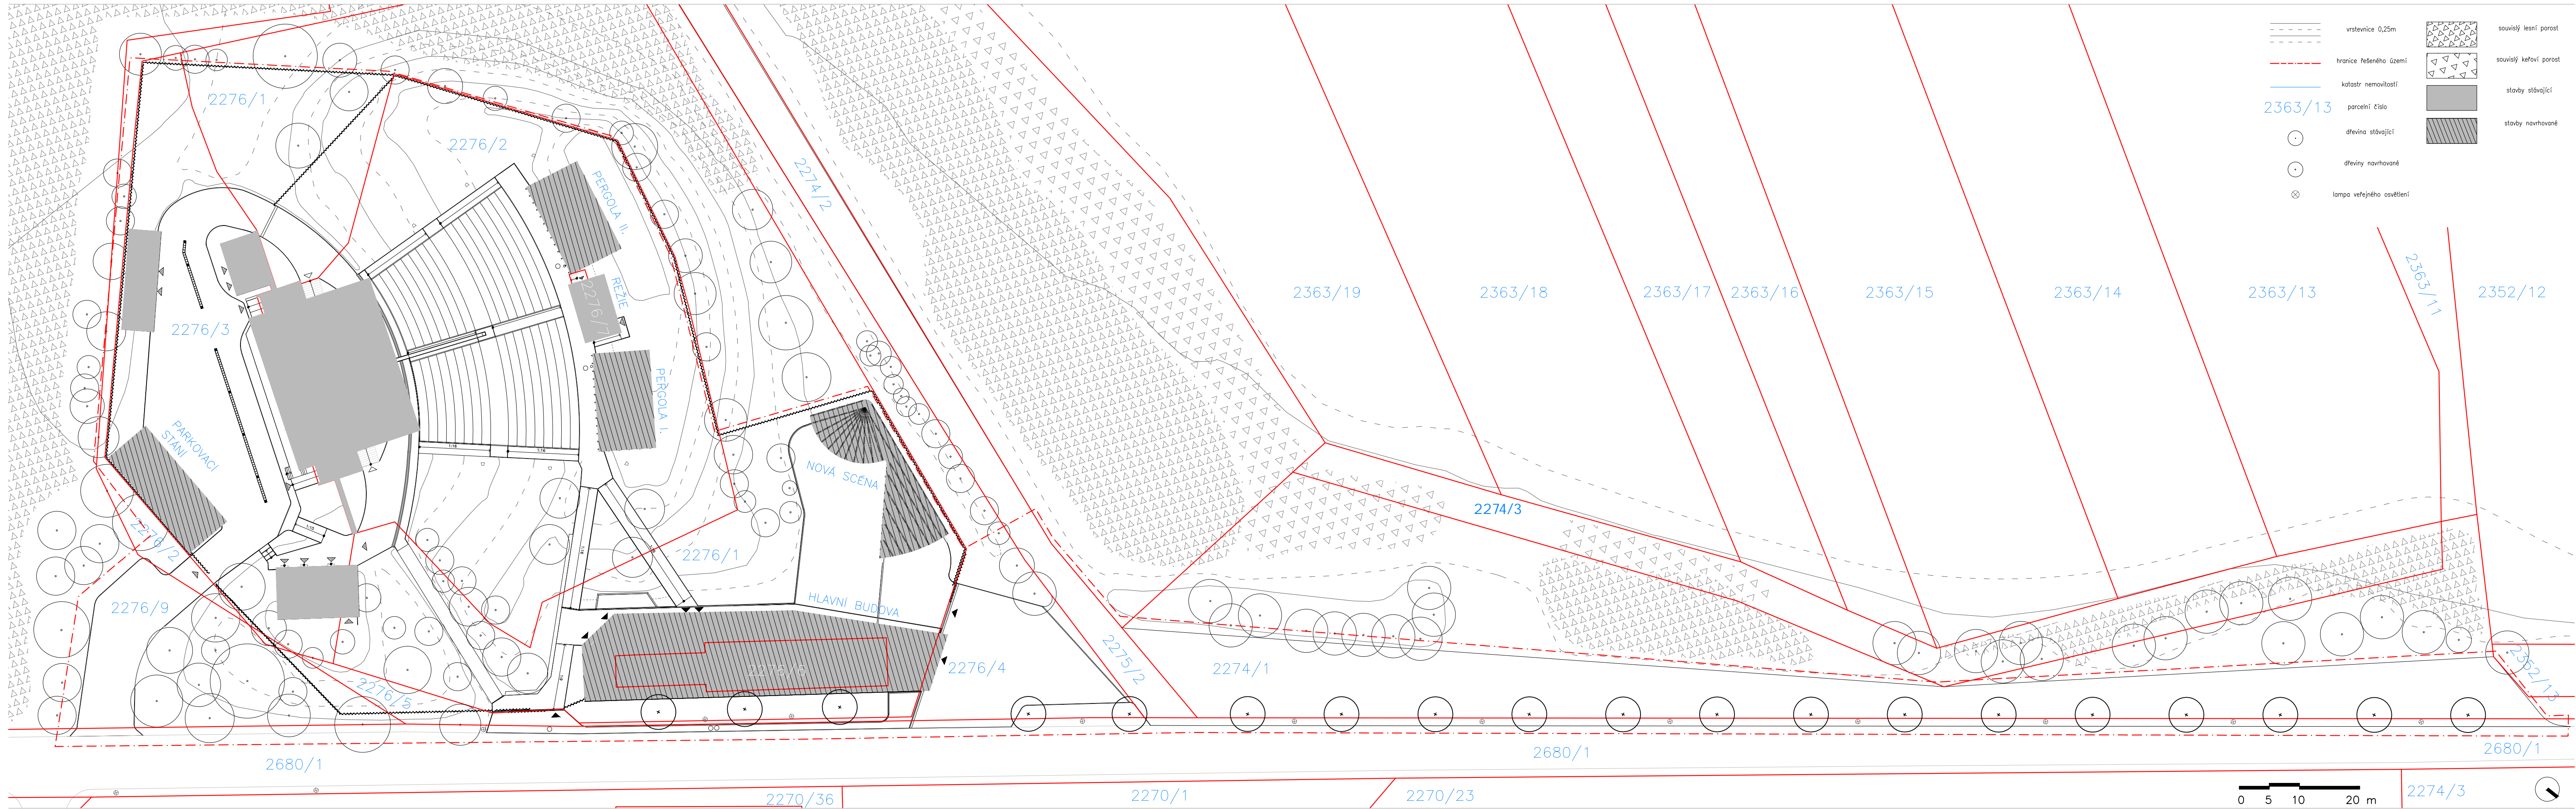 vrstevnice 0,25m
hranice řešeného území
katastr nemovitostí
2363/13 parcelní číslo
dřevina stávající
dřeviny navrhované
lampa veřejného osvětlení
souvislý lesní porost
souvislý keřoví porost
stavby stávající
stavby navrhované
2276/1
2276/2
PERGOLA II.
REŽIE
2276/7
PERGOLA I.
2276/3
PARKOVACÍ
STÁNÍ
2276/2
2276/9
2276/5
2276/1
NOVÁ SCÉNA
HLAVNÍ BUDOVA
2276/4
2274/2
2275/2
2274/1
2274/3
2363/19
2363/18
2363/17
2363/16
2363/15
2363/14
2363/13
2363/11
2352/12
2352/13
2680/1
2680/1
2680/1
2270/36
2270/1
2270/23
2274/3
0 5 10 20 m